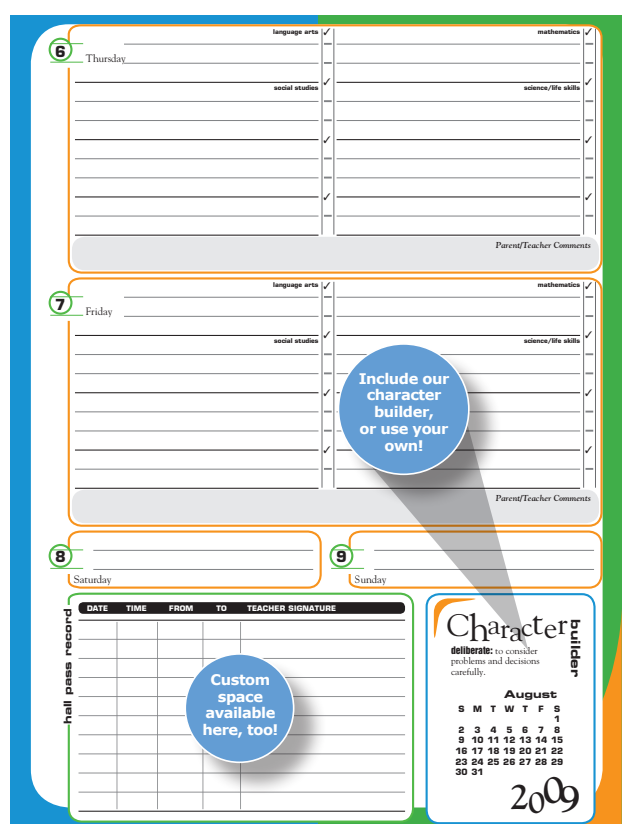 language arts ✓
mathematics ✓
6
Thursday
✓
✓
social studies
science/life skills
✓
✓
✓
✓
Parent/Teacher Comments
language arts ✓
mathematics ✓
7
Friday
✓
✓
social studies
science/life skills
✓
✓
✓
✓
Parent/Teacher Comments
Include our
character
builder,
or use your
own!
8
Saturday
9
Sunday
hall pass record
DATE TIME FROM TO TEACHER SIGNATURE
Custom
space
available
here, too!
Character
builder
deliberate: to consider
problems and decisions
carefully.
August
S M T W T F S
1
2 3 4 5 6 7 8
9 10 11 12 13 14 15
16 17 18 19 20 21 22
23 24 25 26 27 28 29
30 31
2009